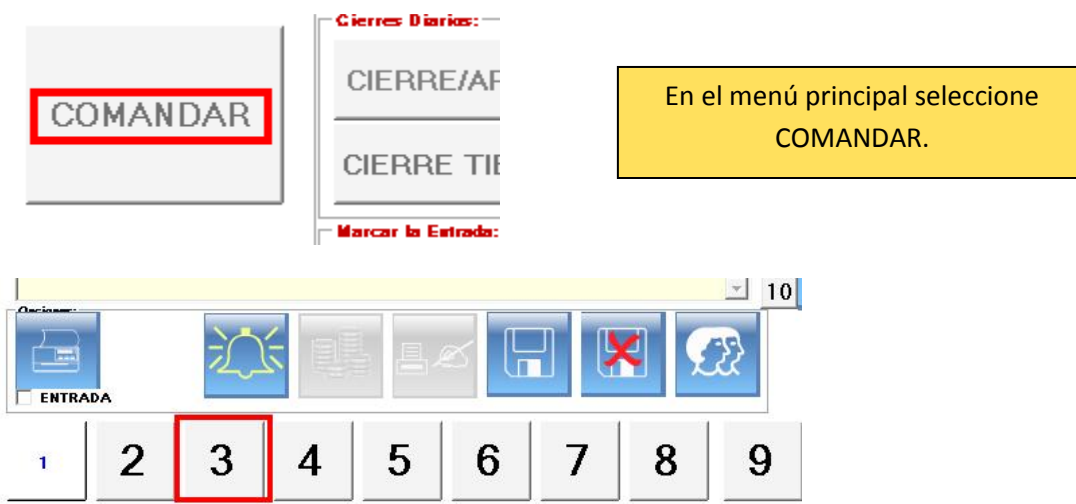 Cierres Diarios:
CIERRE/AP
COMANDAR
En el menú principal seleccione
COMANDAR.
CIERRE TIE
Marcar la Entrada:
10
Opciones:
ENTRADA
1 2 3 4 5 6 7 8 9